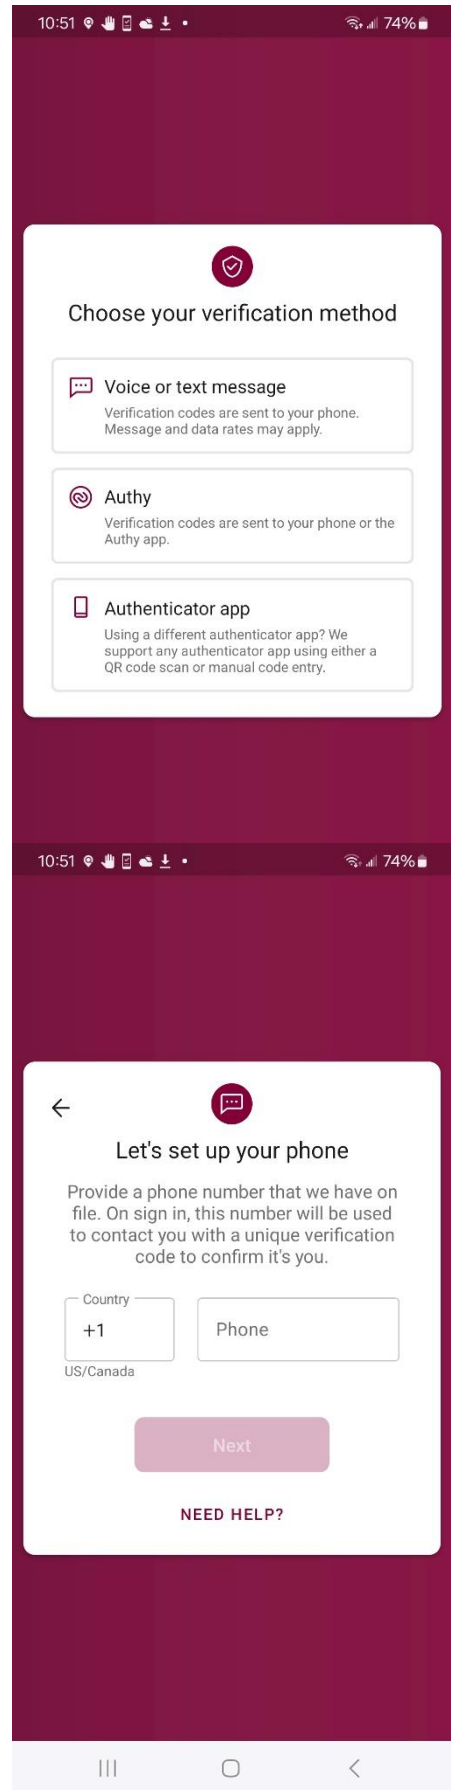 10:51
74%
Choose your verification method
Voice or text message
Verification codes are sent to your phone.
Message and data rates may apply.
Authy
Verification codes are sent to your phone or the
Authy app.
Authenticator app
Using a different authenticator app? We
support any authenticator app using either a
QR code scan or manual code entry.
10:51
74%
Let's set up your phone
Provide a phone number that we have on
file. On sign in, this number will be used
to contact you with a unique verification
code to confirm it's you.
Country
+1
Phone
US/Canada
Next
NEED HELP?